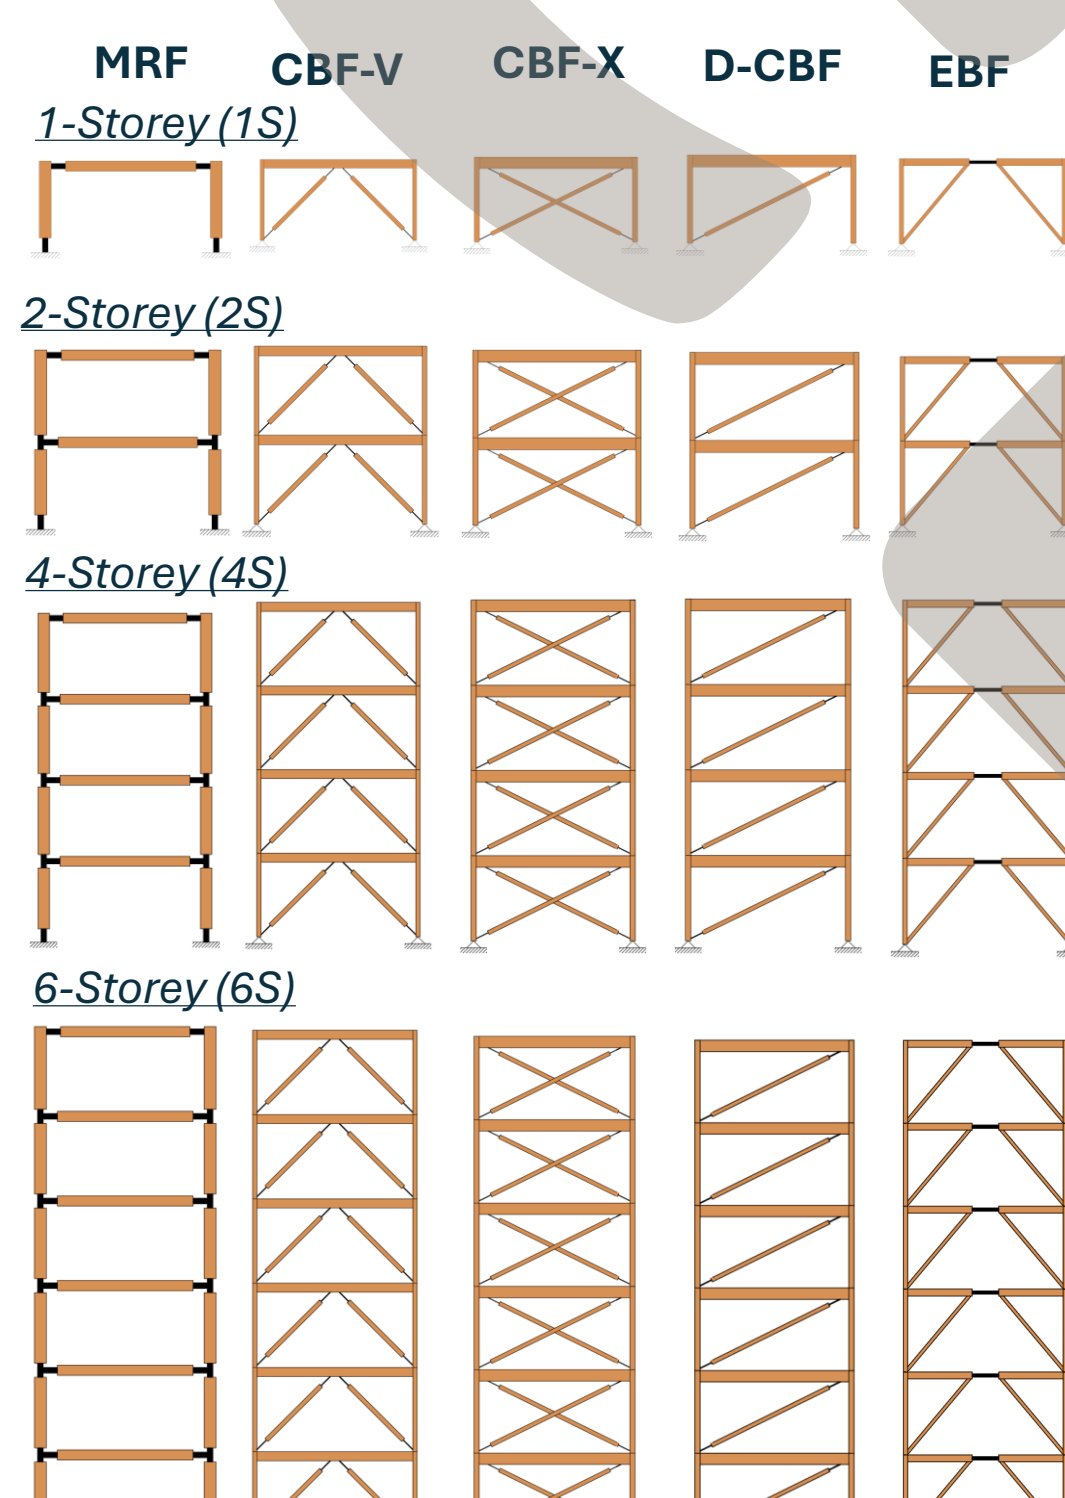 MRF CBF-V CBF-X D-CBF EBF
1-Storey (1S)
2-Storey (2S)
4-Storey (4S)
6-Storey (6S)